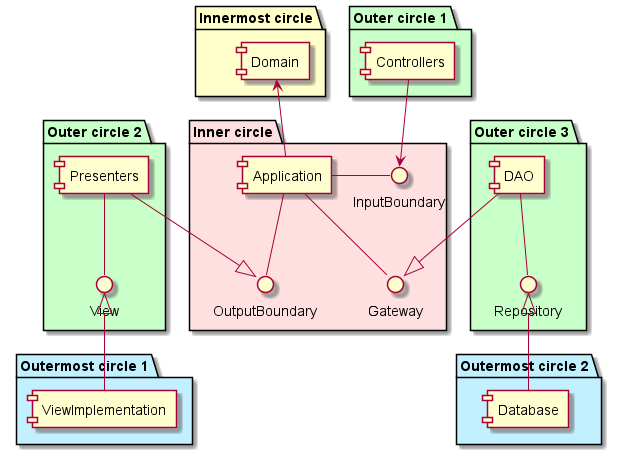 Innermost circle
Outer circle 1
Domain
Controllers
Outer circle 2
Inner circle
Outer circle 3
Presenters
Application
DAO
InputBoundary
View
OutputBoundary
Gateway
Repository
Outermost circle 1
Outermost circle 2
ViewImplementation
Database